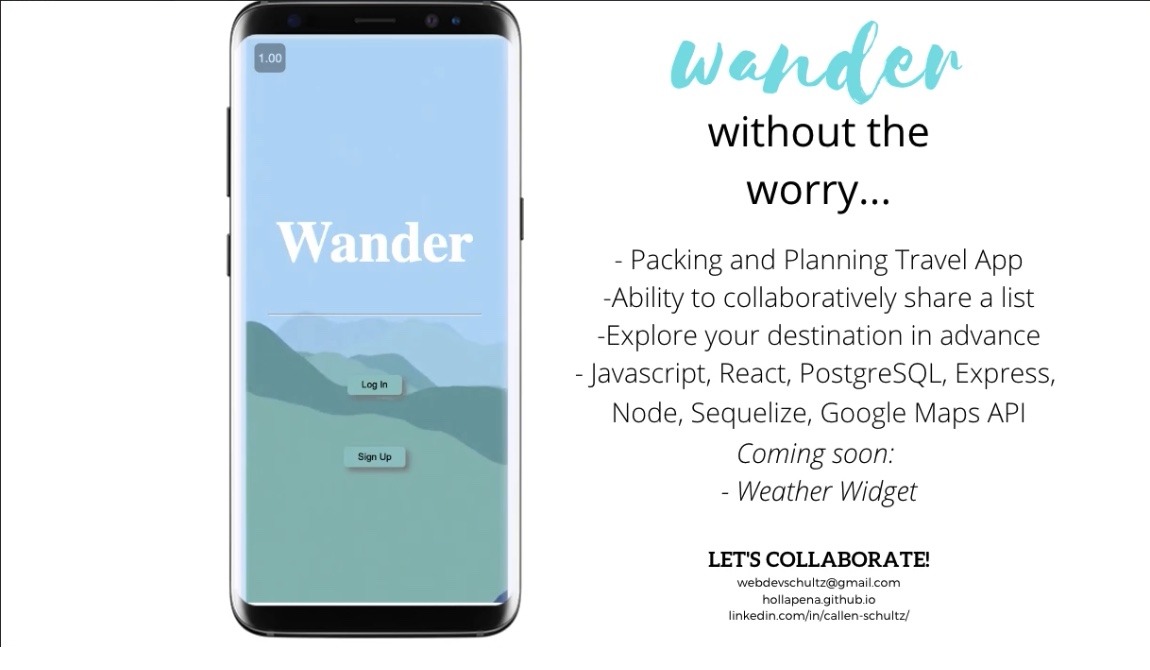 1.00
Wander
Log In
Sign Up
wander
without the
worry...
- Packing and Planning Travel App
-Ability to collaboratively share a list
-Explore your destination in advance
- Javascript, React, PostgreSQL, Express,
Node, Sequelize, Google Maps API
Coming soon:
- Weather Widget
LET'S COLLABORATE!
webdevschultz@gmail.com
hollapena.github.io
linkedin.com/in/callen-schultz/